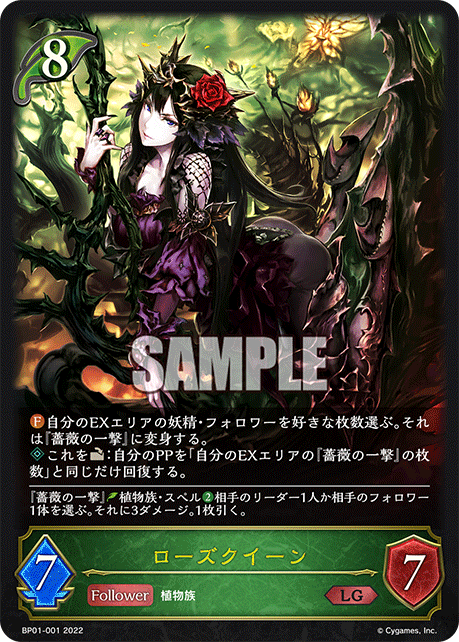 8
SAMPLE
F 自分のEXエリアの妖精・フォロワーを好きな枚数選ぶ。それ
は『薔薇の一撃』に変身する。
これを:自分のPPを「自分のEXエリアの『薔薇の一撃』の枚
数」と同じだけ回復する。
『薔薇の一撃』植物族・スペル2相手のリーダー1人か相手のフォロワー
1体を選ぶ。それに3ダメージ。1枚引く。
ローズクイーン
7
7
Follower 植物族
LG
BP01-001 2022
© Cygames, Inc.